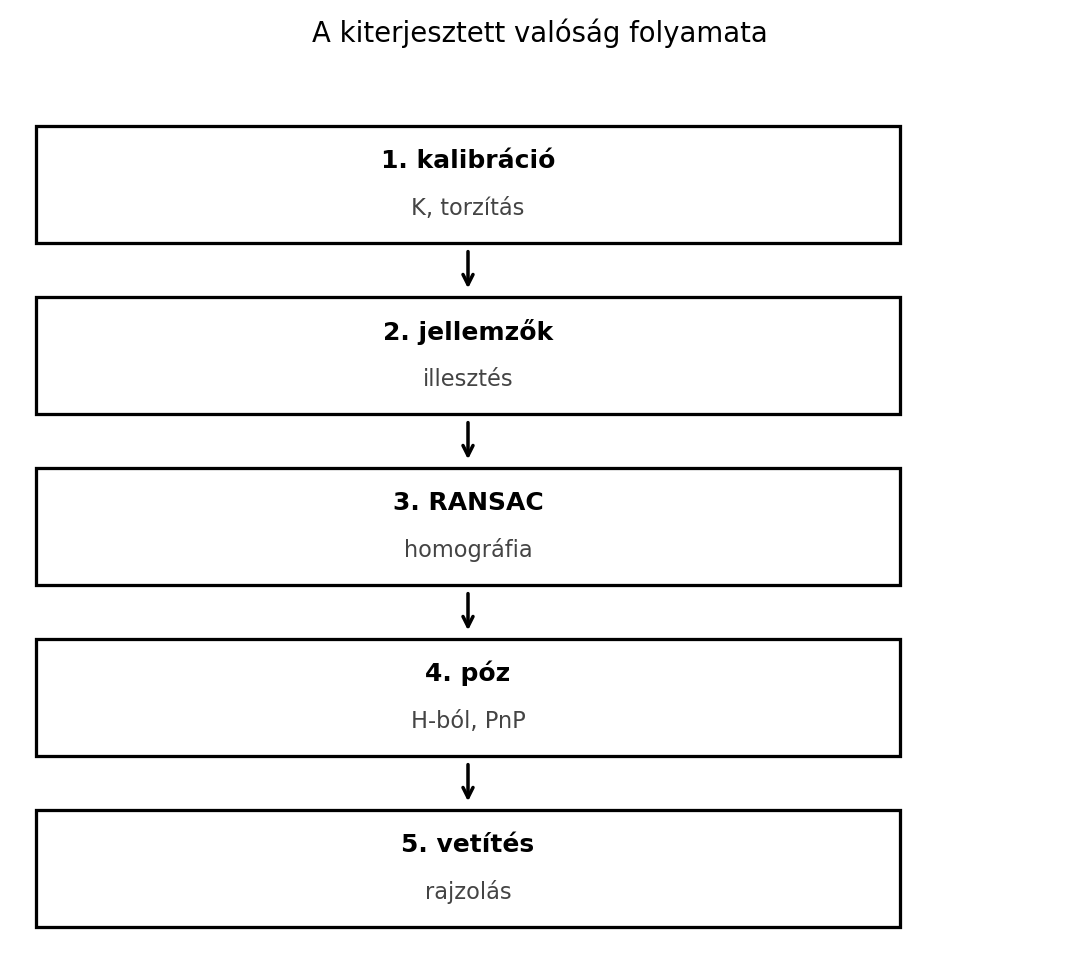 A kiterjesztett valóság folyamata
1. kalibráció
K, torzítás
2. jellemzők
illesztés
3. RANSAC
homográfia
4. póz
H-ból, PnP
5. vetítés
rajzolás